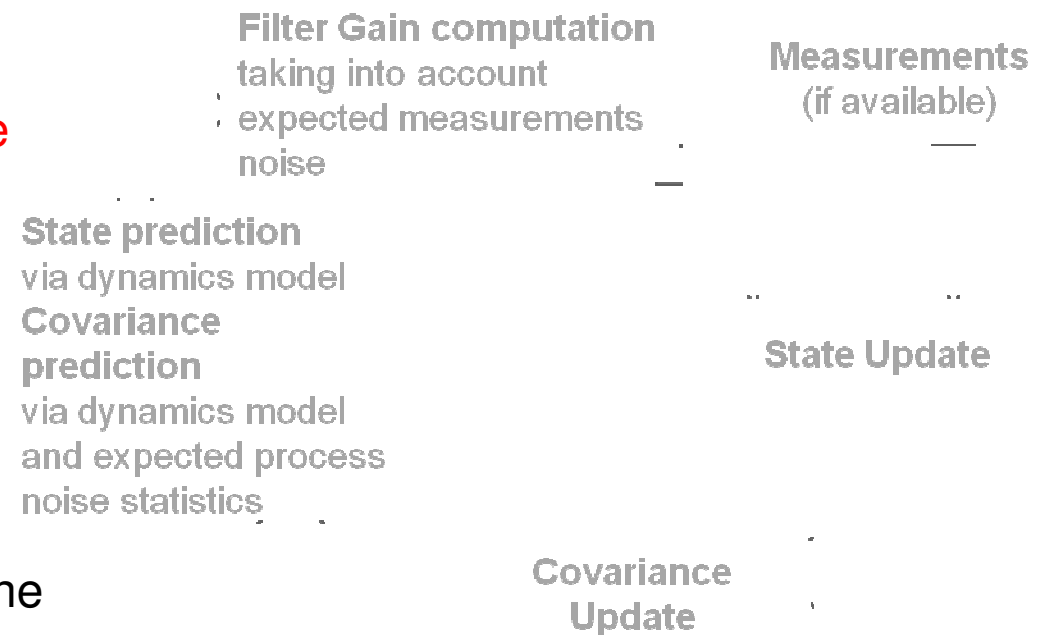 Filter Gain computation
taking into account
expected measurements
noise
Measurements
(if available)
e
State prediction
via dynamics model
Covariance
prediction
via dynamics model
and expected process
noise statistics
State Update
Covariance
Update
ne